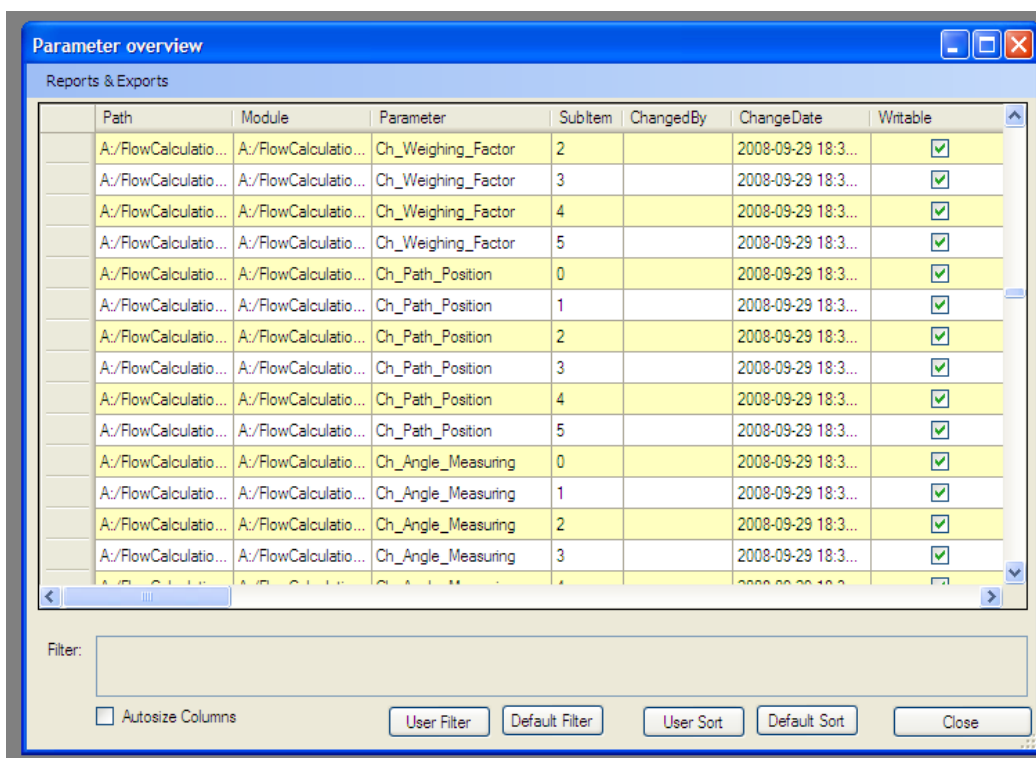 Parameter overview
Reports & Exports
Path Module Parameter SubItem ChangedBy ChangeDate Writable
A:/FlowCalculatio... A:/FlowCalculatio... Ch_Weighing_Factor 2 2008-09-29 18:3...
A:/FlowCalculatio... A:/FlowCalculatio... Ch_Weighing_Factor 3 2008-09-29 18:3...
A:/FlowCalculatio... A:/FlowCalculatio... Ch_Weighing_Factor 4 2008-09-29 18:3...
A:/FlowCalculatio... A:/FlowCalculatio... Ch_Weighing_Factor 5 2008-09-29 18:3...
A:/FlowCalculatio... A:/FlowCalculatio... Ch_Path_Position 0 2008-09-29 18:3...
A:/FlowCalculatio... A:/FlowCalculatio... Ch_Path_Position 1 2008-09-29 18:3...
A:/FlowCalculatio... A:/FlowCalculatio... Ch_Path_Position 2 2008-09-29 18:3...
A:/FlowCalculatio... A:/FlowCalculatio... Ch_Path_Position 3 2008-09-29 18:3...
A:/FlowCalculatio... A:/FlowCalculatio... Ch_Path_Position 4 2008-09-29 18:3...
A:/FlowCalculatio... A:/FlowCalculatio... Ch_Path_Position 5 2008-09-29 18:3...
A:/FlowCalculatio... A:/FlowCalculatio... Ch_Angle_Measuring 0 2008-09-29 18:3...
A:/FlowCalculatio... A:/FlowCalculatio... Ch_Angle_Measuring 1 2008-09-29 18:3...
A:/FlowCalculatio... A:/FlowCalculatio... Ch_Angle_Measuring 2 2008-09-29 18:3...
A:/FlowCalculatio... A:/FlowCalculatio... Ch_Angle_Measuring 3 2008-09-29 18:3...
Filter:
Autosize Columns User Filter Default Filter User Sort Default Sort Close